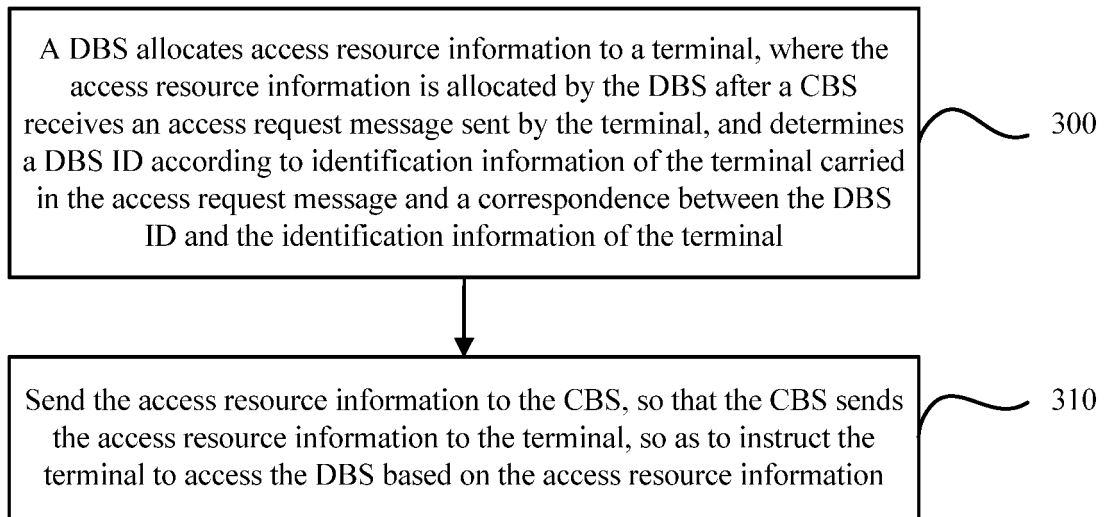 A DBS allocates access resource information to a terminal, where the
access resource information is allocated by the DBS after a CBS
receives an access request message sent by the terminal, and determines
a DBS ID according to identification information of the terminal carried
in the access request message and a correspondence between the DBS
ID and the identification information of the terminal
300
Send the access resource information to the CBS, so that the CBS sends
the access resource information to the terminal, so as to instruct the
terminal to access the DBS based on the access resource information
310